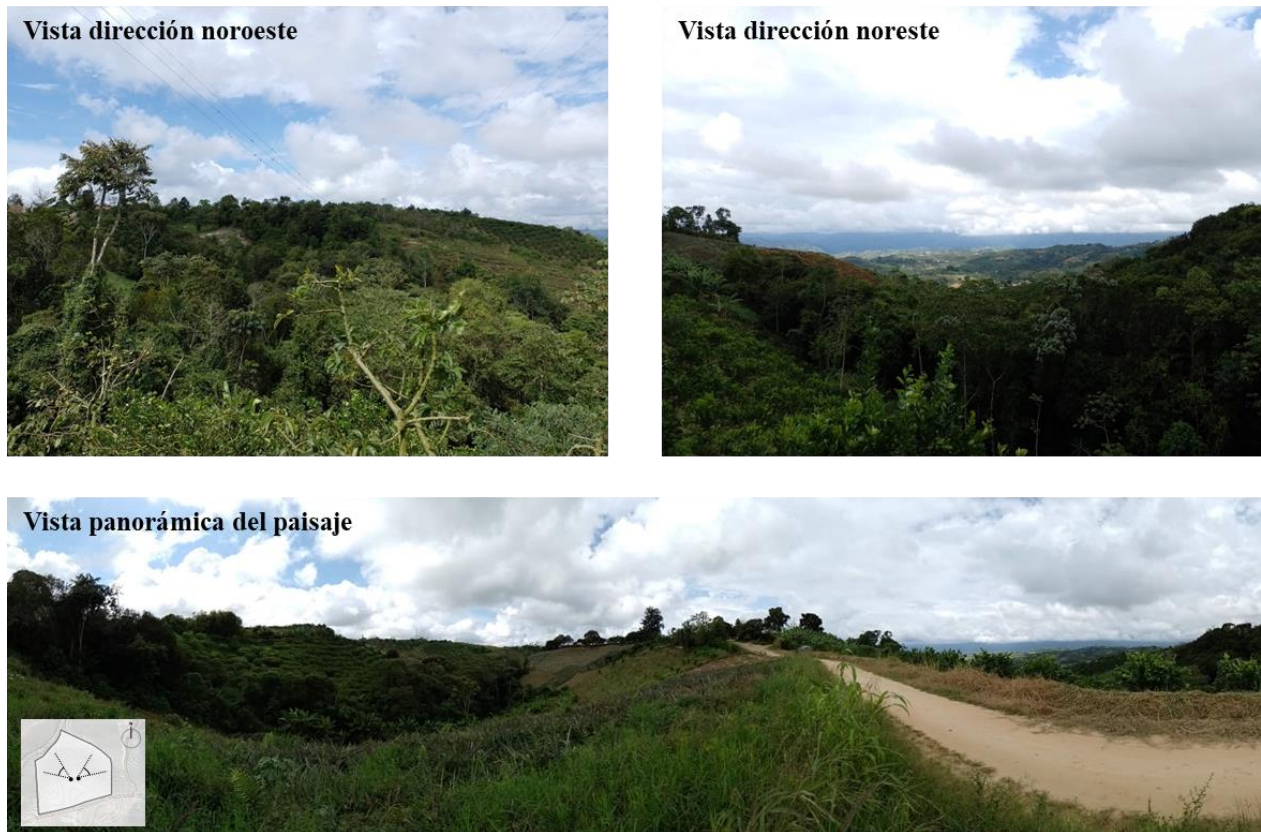 Vista dirección noroeste
Vista dirección noreste
Vista panorámica del paisaje